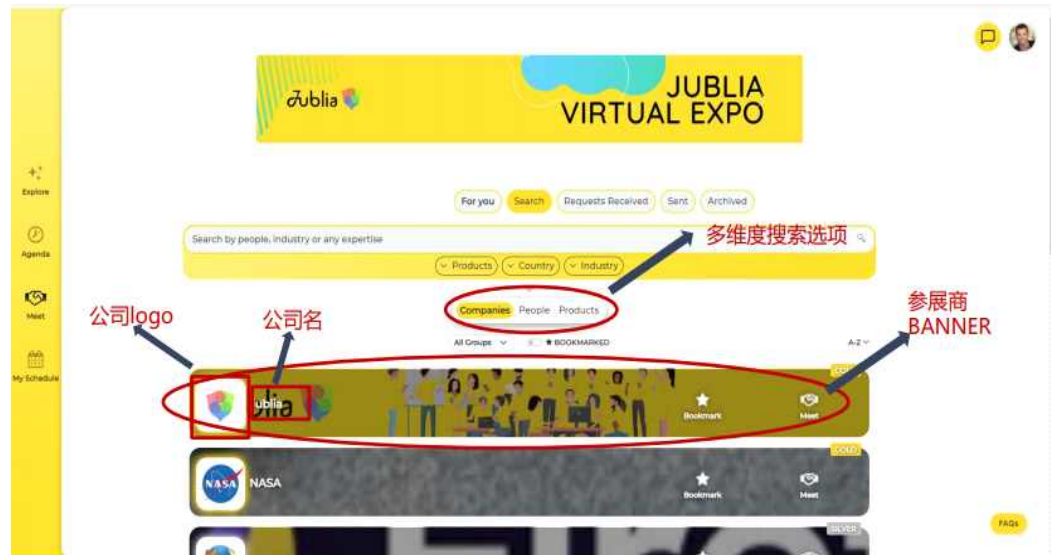 Jublia
JUBLIA
VIRTUAL EXPO
Explore
Agenda
Meet
My Schedule
For you Search Requests Received Sent Archived
Search by people, industry or any expertise
多维度搜索选项
Products Country Industry
Companies People Products
公司logo
公司名
参展商
BANNER
All Groups ★ BOOKMARKED A-Z
GOLD
Jublia
Bookmark Meet
GOLD
NASA
NASA
Bookmark Meet
SILVER
FAQs